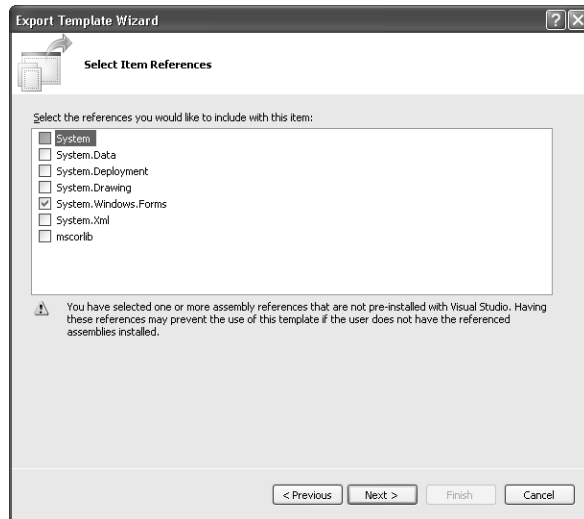 Export Template Wizard
Select Item References
Select the references you would like to include with this item:
System
System.Data
System.Deployment
System.Drawing
System.Windows.Forms
System.Xml
mscorlib
You have selected one or more assembly references that are not pre-installed with Visual Studio. Having
these references may prevent the use of this template if the user does not have the referenced
assemblies installed.
< Previous Next > Finish Cancel